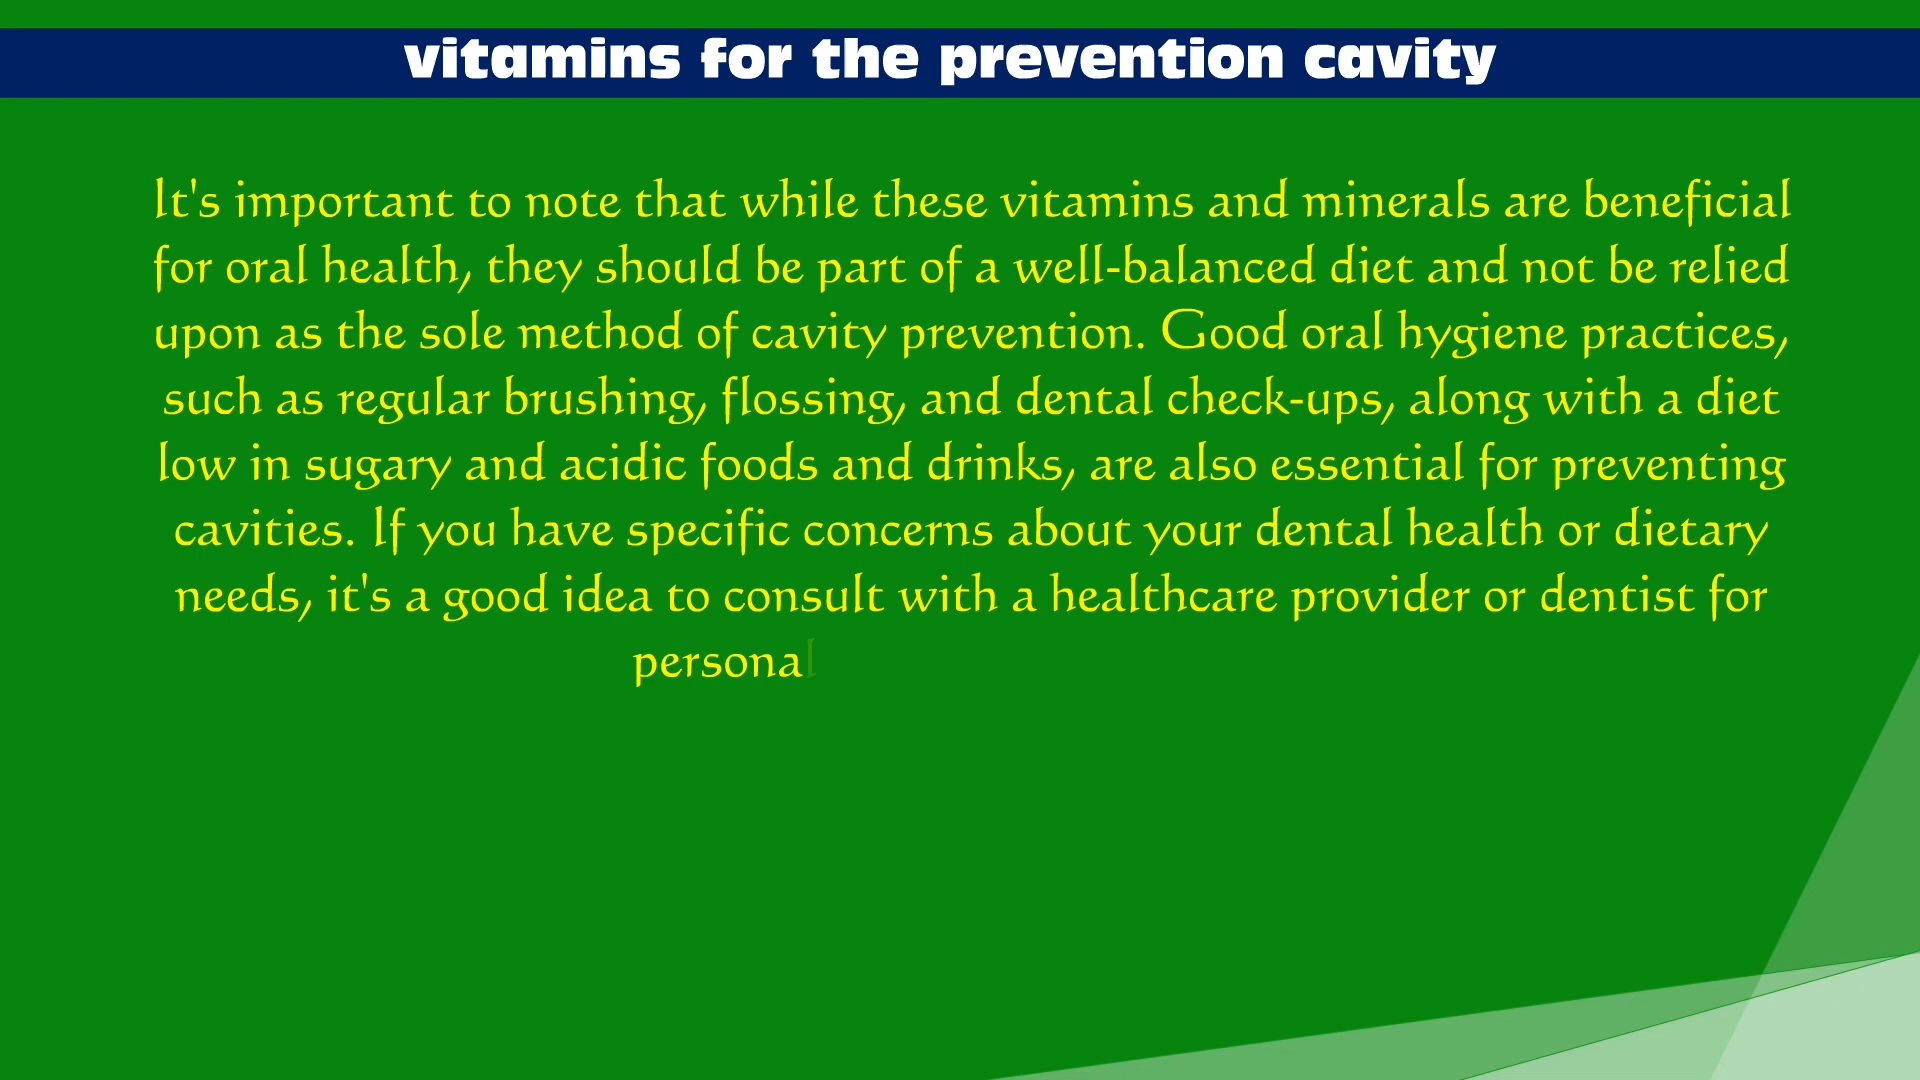 vitamins for the prevention cavity
It's important to note that while these vitamins and minerals are beneficial
for oral health, they should be part of a well-balanced diet and not be relied
upon as the sole method of cavity prevention. Good oral hygiene practices,
such as regular brushing, flossing, and dental check-ups, along with a diet
low in sugary and acidic foods and drinks, are also essential for preventing
cavities. If you have specific concerns about your dental health or dietary
needs, it's a good idea to consult with a healthcare provider or dentist for
personal